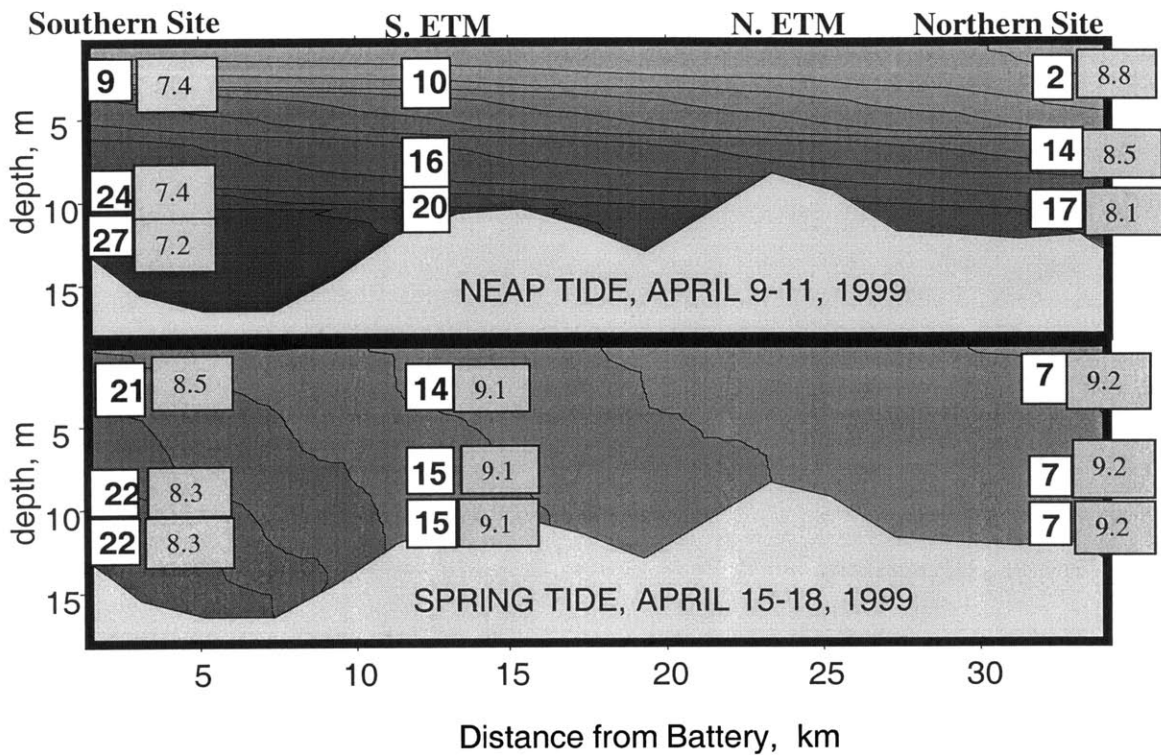 Southern Site S. ETM N. ETM Northern Site
9 7.4 10 2 8.8
5
16 14 8.5
24 7.4
10 20 17 8.1
27 7.2
15
NEAP TIDE, APRIL 9-11, 1999
depth, m
21 8.5 14 9.1 7 9.2
5
15 9.1 7 9.2
22 8.3
10 15 9.1 7 9.2
22 8.3
15
SPRING TIDE, APRIL 15-18, 1999
depth, m
5 10 15 20 25 30
Distance from Battery, km